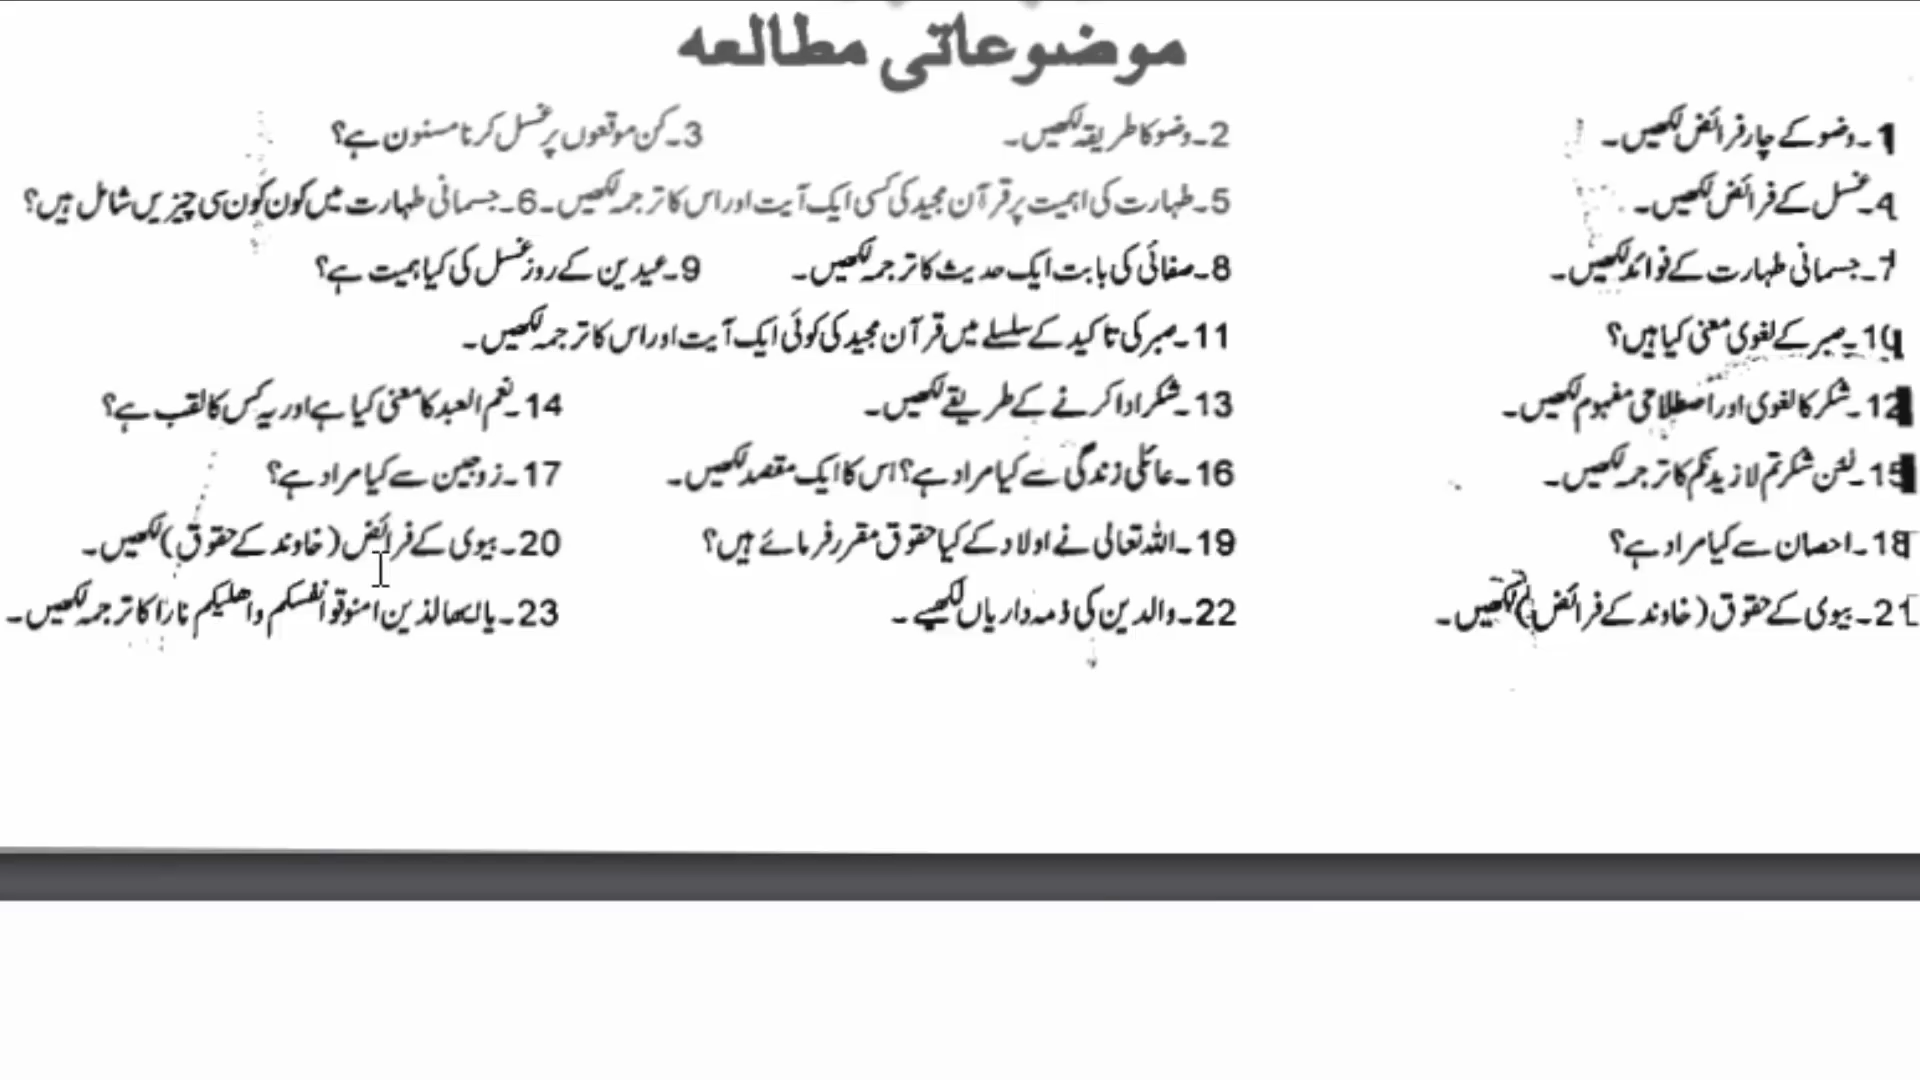 موضوعاتی مطالعہ
1۔وضو کے چار فرائض لکھیں۔ 2۔وضو کا طریقہ لکھیں۔ 3۔کن موقعوں پر غسل کرنا مسنون ہے؟
4۔غسل کے فرائض لکھیں۔ 5۔طہارت کی اہمیت پر قرآن مجید کی کسی ایک آیت اور اس کا ترجمہ لکھیں۔ 6۔جسمانی طہارت میں کون کون سی چیزیں شامل ہیں؟
7۔جسمانی طہارت کے فوائد لکھیں۔ 8۔صفائی کی بابت ایک حدیث کا ترجمہ لکھیں۔ 9۔عیدین کے روز غسل کی کیا اہمیت ہے؟
10۔صبر کے لغوی معنی کیا ہیں؟ 11۔صبر کی تاکید کے سلسلے میں قرآن مجید کی کوئی ایک آیت اور اس کا ترجمہ لکھیں۔
12۔شکر کا لغوی اور اصطلاحی مفہوم لکھیں۔ 13۔شکر ادا کرنے کے طریقے لکھیں۔ 14۔نعم العبد کا معنی کیا ہے اور یہ کس کا لقب ہے؟
15۔لئن شکرتم لازیدنکم کا ترجمہ لکھیں۔ 16۔عائلی زندگی سے کیا مراد ہے؟ اس کا ایک مقصد لکھیں۔ 17۔زوجین سے کیا مراد ہے؟
18۔احصان سے کیا مراد ہے؟ 19۔اللہ تعالی نے اولاد کے کیا حقوق مقرر فرمائے ہیں؟ 20۔بیوی کے فرائض (خاوند کے حقوق) لکھیں۔
21۔بیوی کے حقوق (خاوند کے فرائض) لکھیں۔ 22۔والدین کی ذمہ داریاں لکھیے۔ 23۔یاایھالذین امنو قو انفسکم واھلیکم نارا کا ترجمہ لکھیں۔